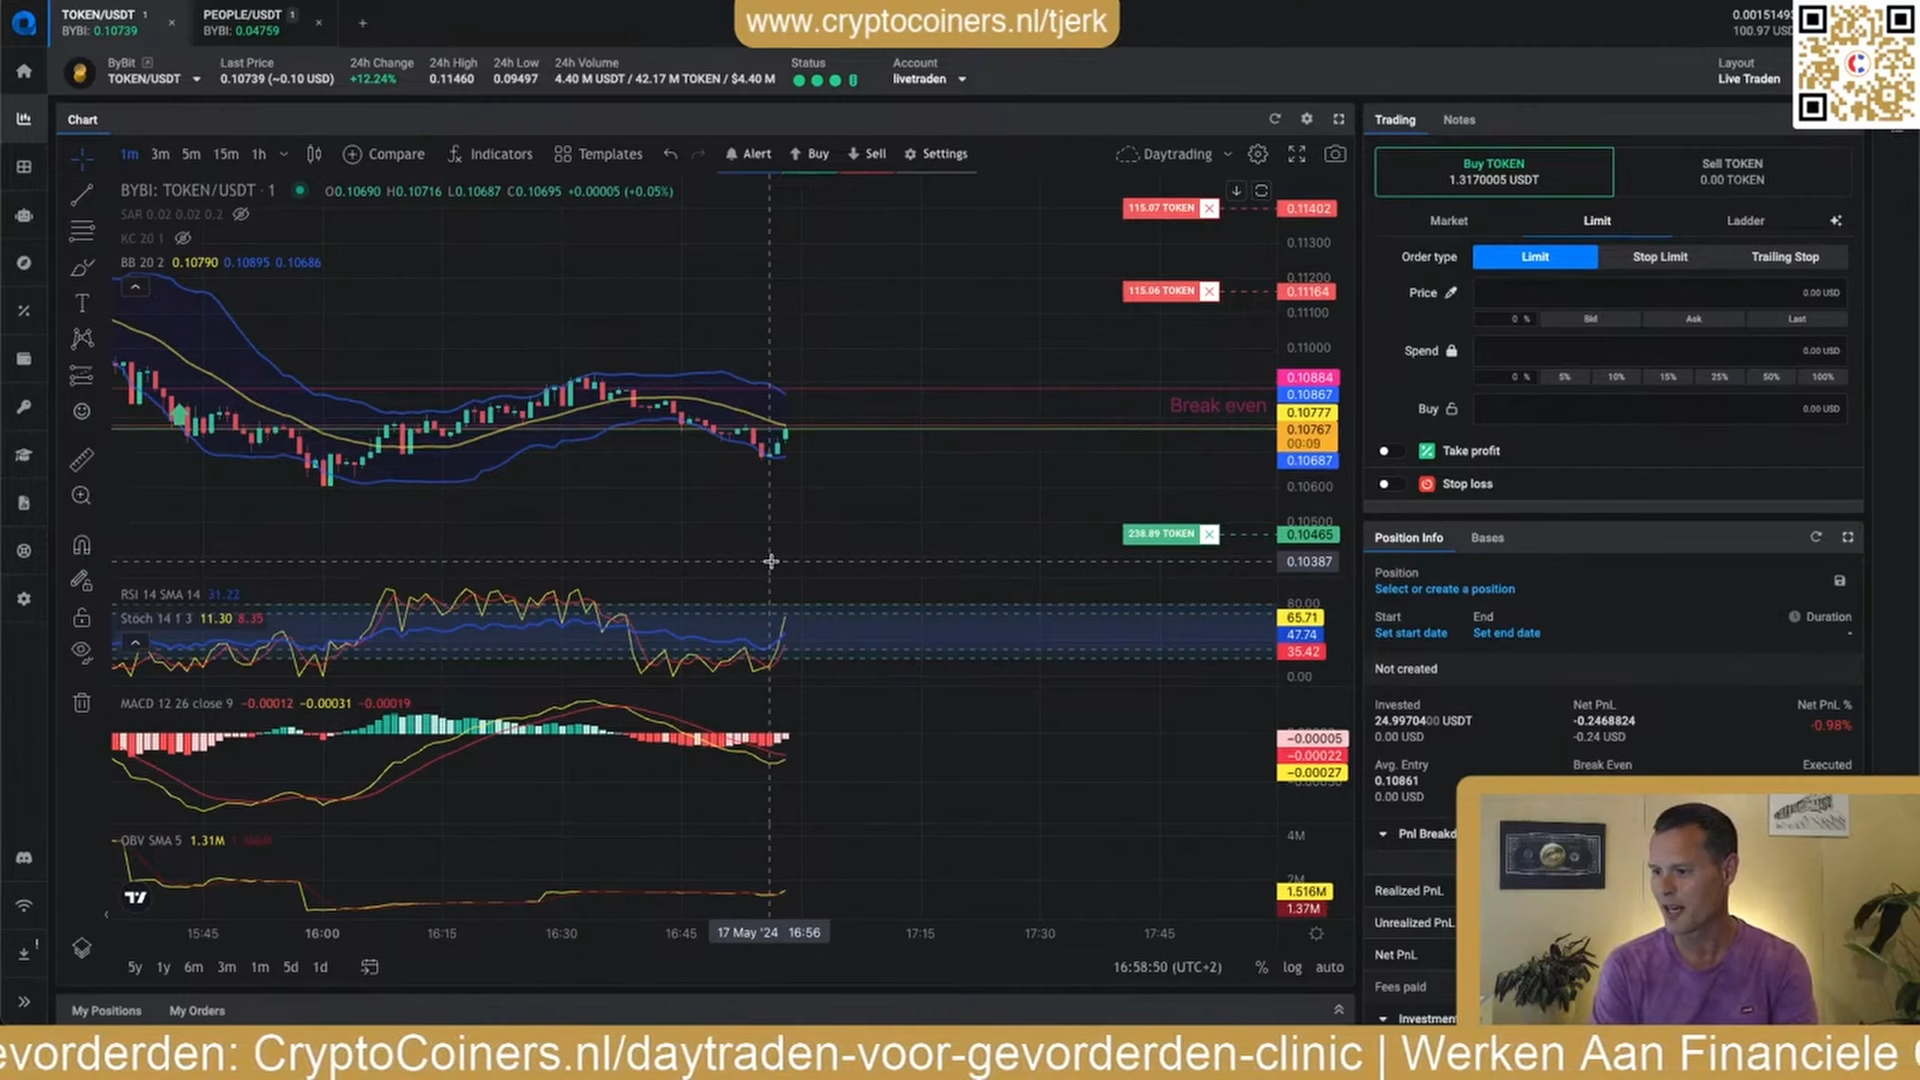 TOKEN/USDT 1
BYBI: 0.10739
PEOPLE/USDT 1
BYBI: 0.04759
www.cryptocoiners.nl/tjerk
100.97
ByBit
TOKEN/USDT
Last Price
0.10739 (~0.10 USD)
24h Change
+12.24%
24h High
0.11460
24h Low
0.09497
24h Volume
4.40 M USDT / 42.17 M TOKEN / $4.40 M
Status
Account
livetraden
Layout
Live Traden
Chart
1m 3m 5m 15m 1h
Compare
Indicators
Templates
Alert
Buy
Sell
Settings
Daytrading
BYBI: TOKEN/USDT · 1
O0.10690 H0.10716 L0.10687 C0.10695 +0.00005 (+0.05%)
SAR 0.02 0.02 0.2
KC 20 1
BB 20 2 0.10790 0.10895 0.10686
115.07 TOKEN
0.11402
0.11300
0.11200
115.06 TOKEN
0.11164
0.11100
0.11000
0.10884
0.10867
Break even
0.10777
0.10767
00:09
0.10687
0.10600
0.10500
238.89 TOKEN
0.10465
0.10387
RSI 14 SMA 14 31.22
Stoch 14 1 3 11.30 8.35
80.00
65.71
47.74
35.42
0.00
MACD 12 26 close 9 −0.00012 −0.00031 −0.00019
−0.00005
−0.00022
−0.00027
OBV SMA 5 1.31M
4M
2M
1.516M
1.37M
15:45 16:00 16:15 16:30 16:45 17 May '24 16:56 17:15 17:30 17:45
5y 1y 6m 3m 1m 5d 1d
16:58:50 (UTC+2)
% log auto
My Positions
My Orders
Trading
Notes
Buy TOKEN
1.3170005 USDT
Sell TOKEN
0.00 TOKEN
Market
Limit
Ladder
Order type
Limit
Stop Limit
Trailing Stop
Price
0.00 USD
0 % Bid Ask Last
Spend
0.00 USD
0 % 5% 10% 15% 25% 50% 100%
Buy
0.00 USD
Take profit
Stop loss
Position Info
Bases
Position
Select or create a position
Start
Set start date
End
Set end date
Duration
-
Not created
Invested
24.9970400 USDT
0.00 USD
Net PnL
-0.2468824
-0.24 USD
Net PnL %
-0.98%
Avg. Entry
0.10861
0.00 USD
Break Even
Executed
Pnl Breakd
Realized PnL
Unrealized PnL
Net PnL
Fees paid
Investment
evorderden: CryptoCoiners.nl/daytraden-voor-gevorderden-clinic | Werken Aan Financiele